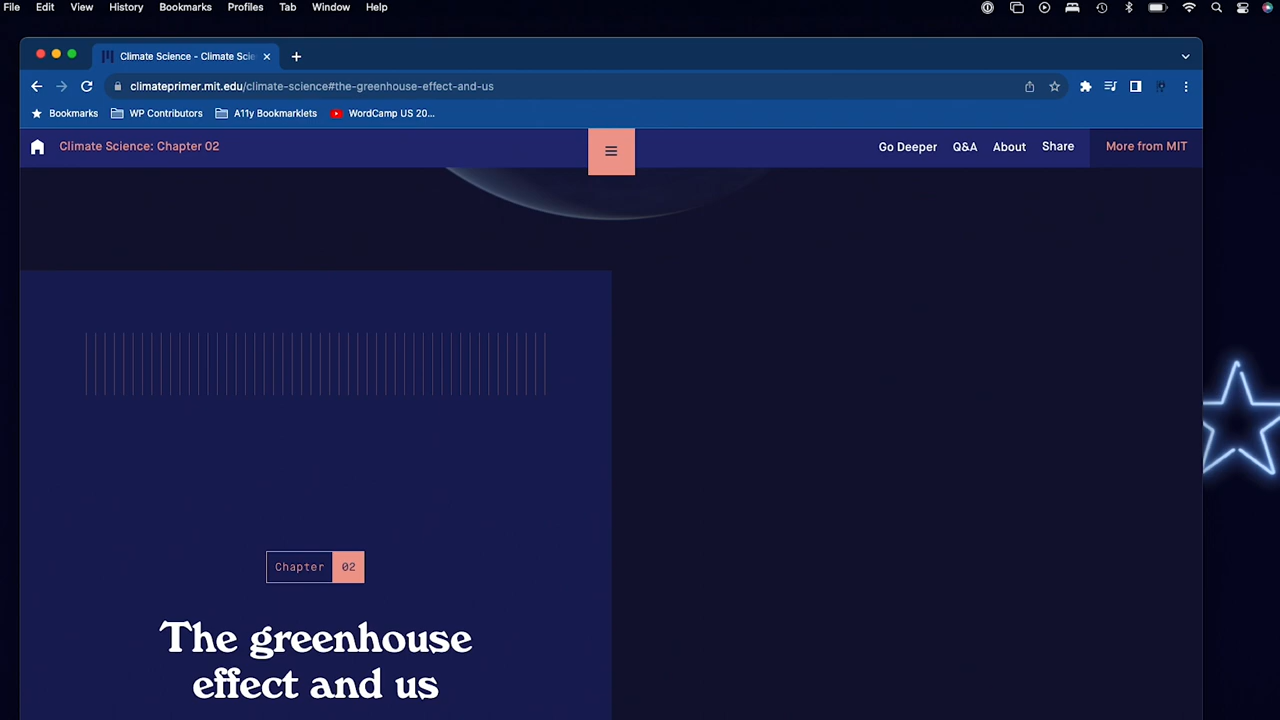 File Edit View History Bookmarks Profiles Tab Window Help
Climate Science - Climate Scie
climateprimer.mit.edu/climate-science#the-greenhouse-effect-and-us
Bookmarks WP Contributors A11y Bookmarklets WordCamp US 20...
Climate Science: Chapter 02 Go Deeper Q&A About Share More from MIT
Chapter 02
The greenhouse
effect and us